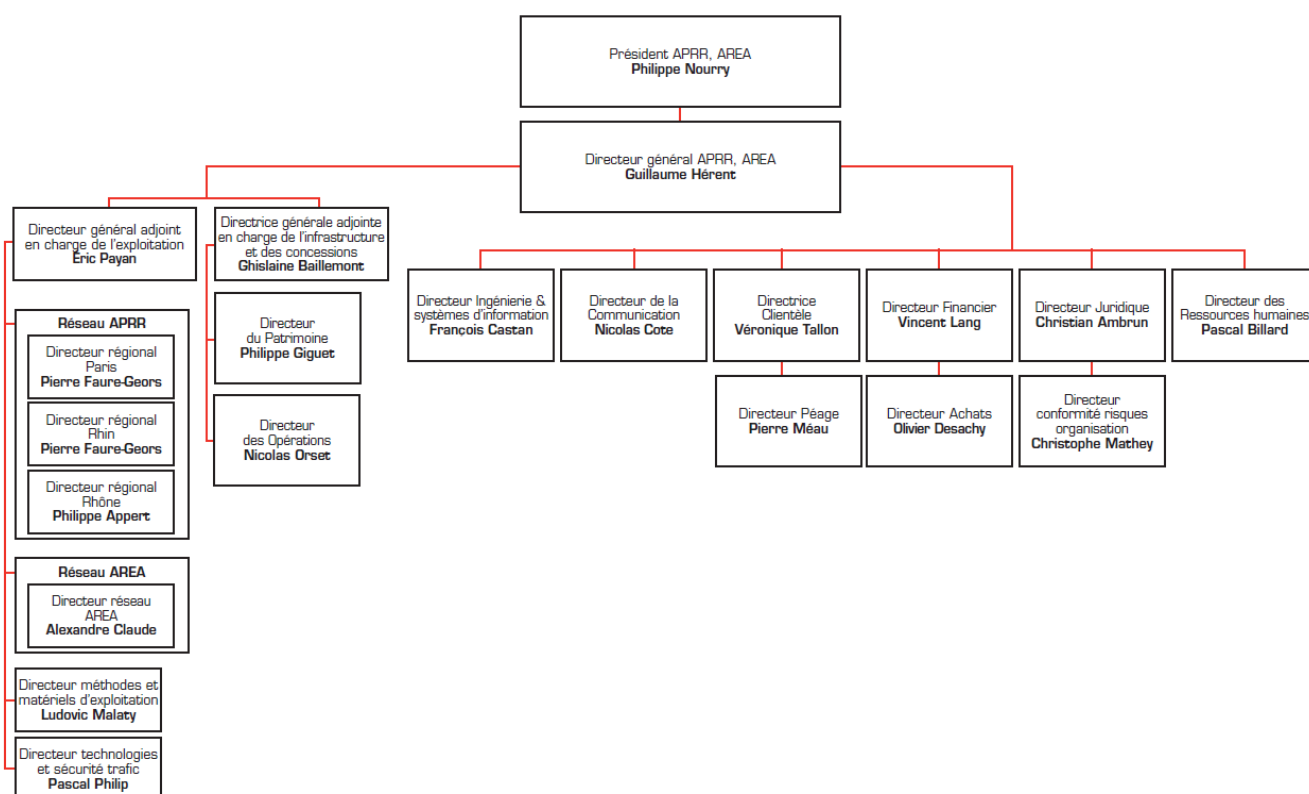 Président APRR, AREA
Philippe Nourry
Directeur général APRR, AREA
Guillaume Hérent
Directeur général adjoint
en charge de l'exploitation
Éric Payan
Directrice générale adjointe
en charge de l'infrastructure
et des concessions
Ghislaine Baillemont
Réseau APRR
Directeur régional
Paris
Pierre Faure-Geors
Directeur régional
Rhin
Pierre Faure-Geors
Directeur régional
Rhône
Philippe Appert
Réseau AREA
Directeur réseau
AREA
Alexandre Claude
Directeur méthodes et
matériels d'exploitation
Ludovic Malaty
Directeur technologies
et sécurité trafic
Pascal Philip
Directeur
du Patrimoine
Philippe Giguet
Directeur
des Opérations
Nicolas Orset
Directeur Ingénierie &
systèmes d'information
François Castan
Directeur de la
Communication
Nicolas Cote
Directrice
Clientèle
Véronique Tallon
Directeur Financier
Vincent Lang
Directeur Juridique
Christian Ambrun
Directeur des
Ressources humaines
Pascal Billard
Directeur Péage
Pierre Méau
Directeur Achats
Olivier Desachy
Directeur
conformité risques
organisation
Christophe Mathey